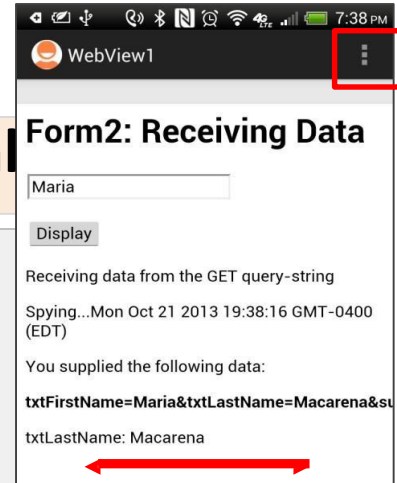 4G LTE 7:38 PM
WebView1
Form2: Receiving Data
Maria
Display
Receiving data from the GET query-string
Spying...Mon Oct 21 2013 19:38:16 GMT-0400
(EDT)
You supplied the following data:
txtFirstName=Maria&txtLastName=Macarena&su
txtLastName: Macarena